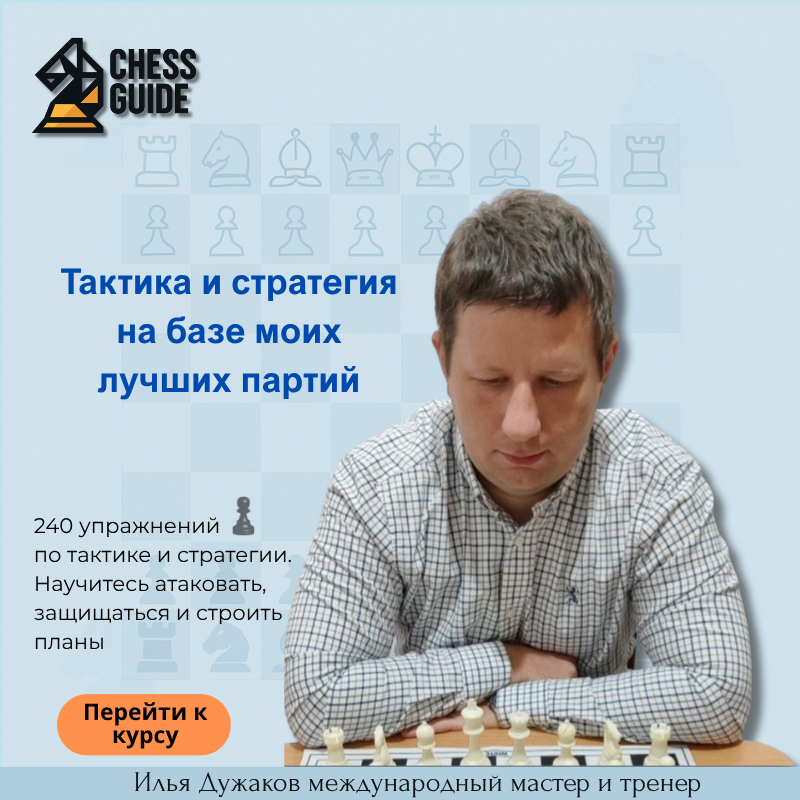 CHESS
GUIDE
Тактика и стратегия
на базе моих
лучших партий
240 упражнений
по тактике и стратегии.
Научитесь атаковать,
защищаться и строить
планы
Перейти к
курсу
Илья Дужаков международный мастер и тренер